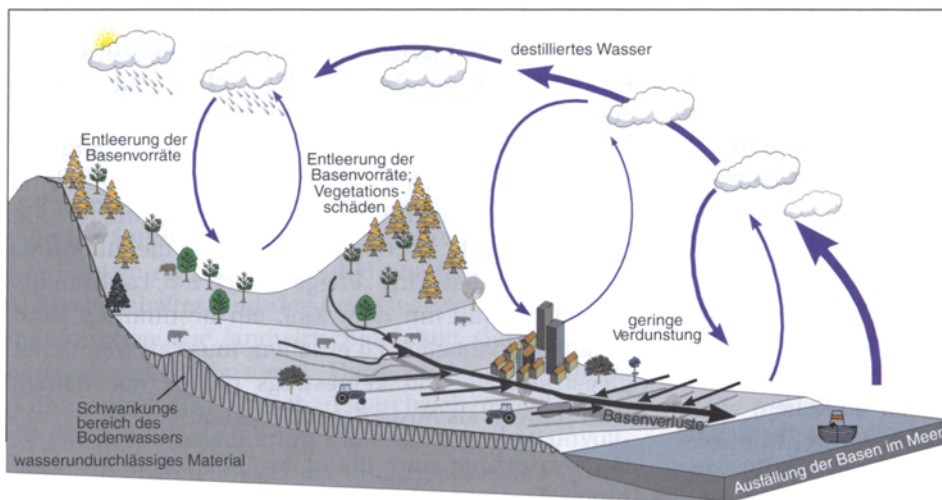 destilliertes Wasser
Entleerung der
Basenvorräte
Entleerung der
Basenvorräte;
Vegetations-
schäden
geringe
Verdunstung
Schwankungs-
bereich des
Bodenwassers
wasserundurchlässiges Material
Basenverluste
Ausfällung der Basen im Meer